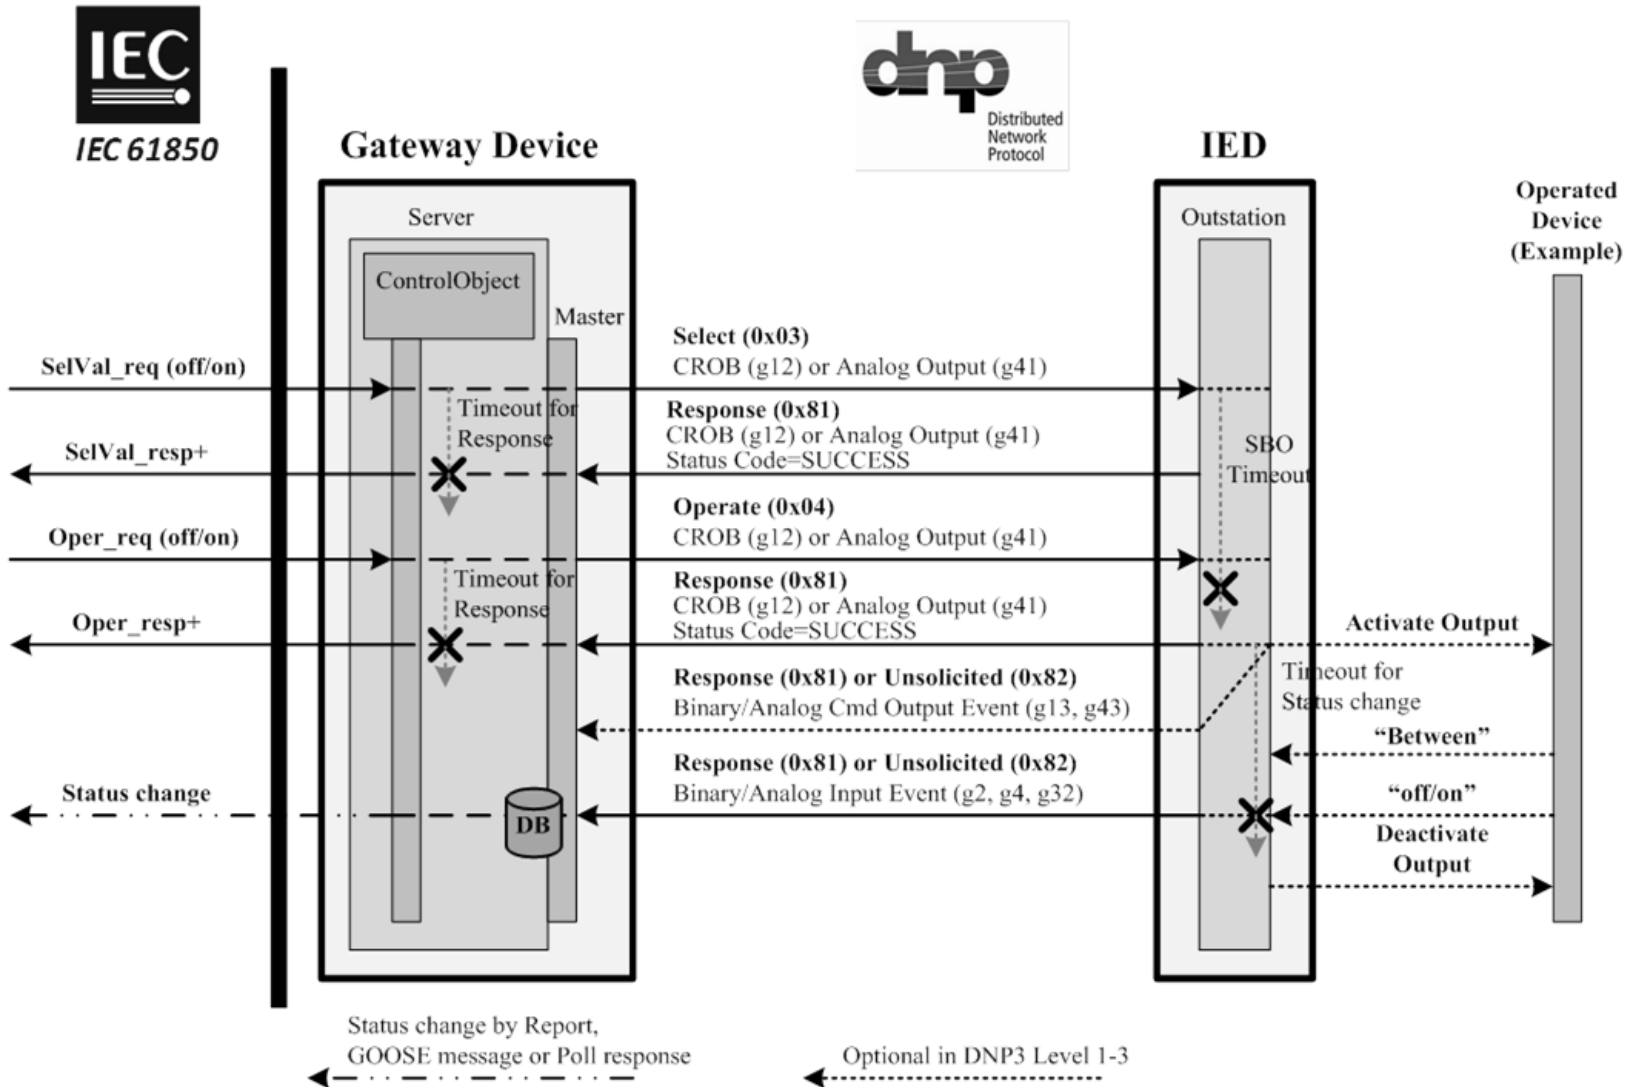 IEC
IEC 61850
dnp
Distributed
Network
Protocol
Gateway Device
IED
Server
Outstation
Operated
Device
(Example)
ControlObject
Master
SelVal_req (off/on)
Select (0x03)
CROB (g12) or Analog Output (g41)
Timeout for
Response
SelVal_resp+
Response (0x81)
CROB (g12) or Analog Output (g41)
Status Code=SUCCESS
SBO
Timeout
Oper_req (off/on)
Operate (0x04)
CROB (g12) or Analog Output (g41)
Timeout for
Response
Oper_resp+
Response (0x81)
CROB (g12) or Analog Output (g41)
Status Code=SUCCESS
Activate Output
Timeout for
Status change
Response (0x81) or Unsolicited (0x82)
Binary/Analog Cmd Output Event (g13, g43)
“Between”
Status change
DB
Response (0x81) or Unsolicited (0x82)
Binary/Analog Input Event (g2, g4, g32)
“off/on”
Deactivate
Output
Status change by Report,
GOOSE message or Poll response
Optional in DNP3 Level 1-3